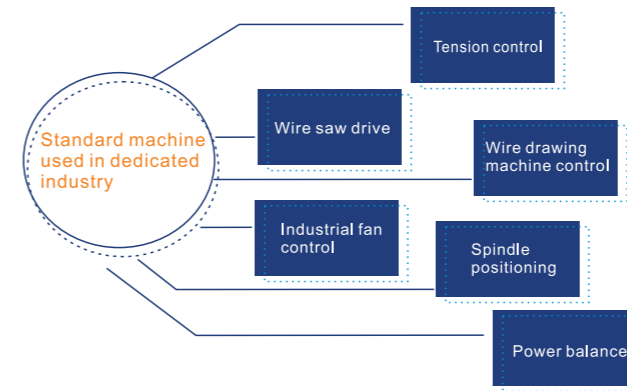 Tension control
Wire saw drive
Standard machine
used in dedicated
industry
Wire drawing
machine control
Industrial fan
control
Spindle
positioning
Power balance